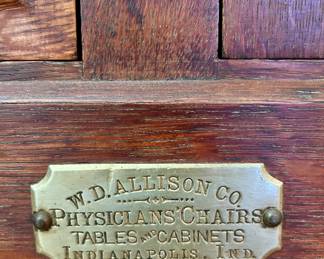 W.D. ALLISON CO.
PHYSICIANS' CHAIRS
TABLES AND CABINETS
INDIANAPOLIS, IND.